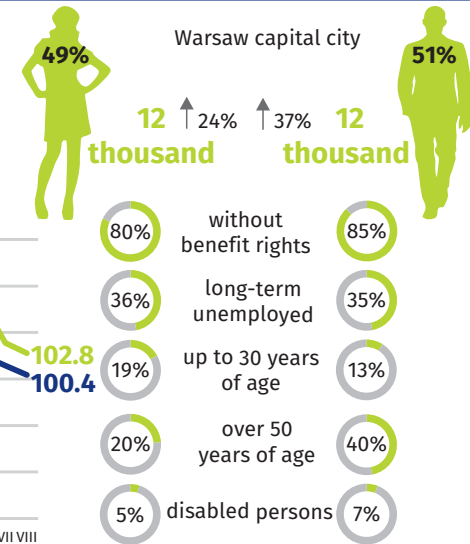 Warsaw capital city
49%
51%
12 thousand
24%
37%
12 thousand
80%
without benefit rights
85%
36%
long-term unemployed
35%
19%
up to 30 years of age
13%
20%
over 50 years of age
40%
5%
disabled persons
7%
102.8
100.4
VII VIII